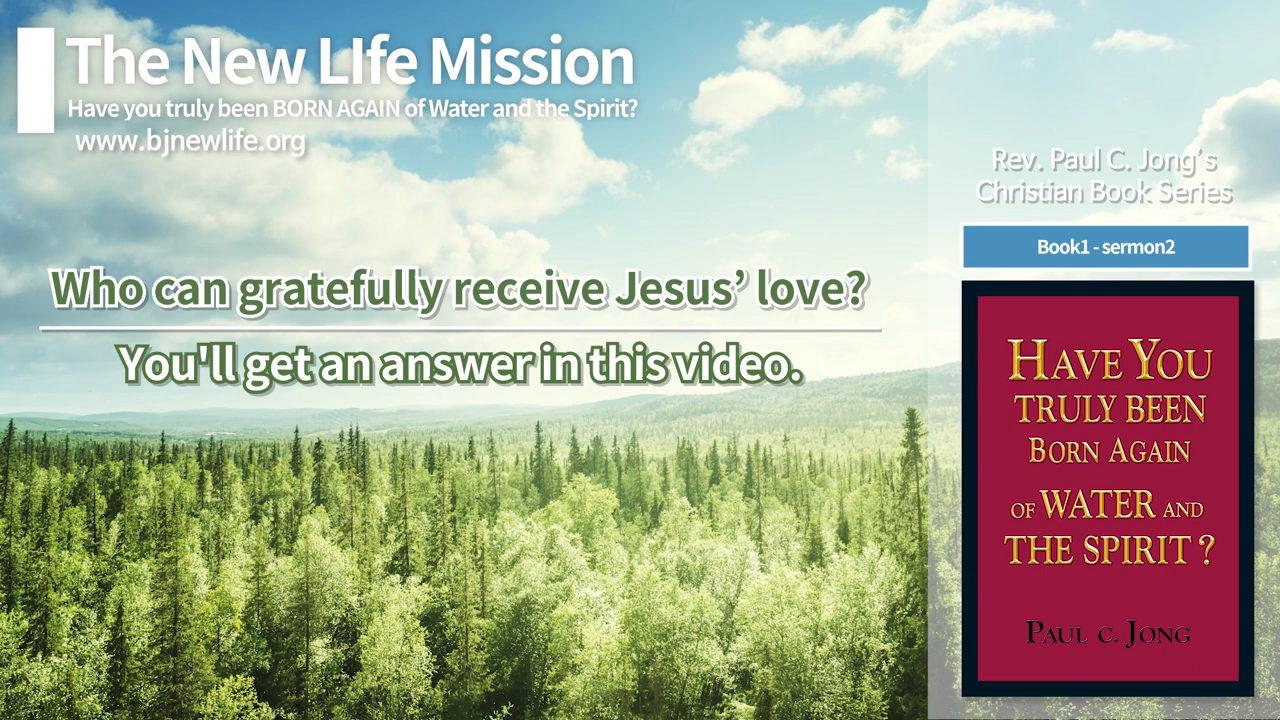 The New LIfe Mission
Have you truly been BORN AGAIN of Water and the Spirit?
www.bjnewlife.org
Who can gratefully receive Jesus’ love?
You'll get an answer in this video.
Rev. Paul C. Jong’s
Christian Book Series
Book1 - sermon2
HAVE YOU
TRULY BEEN
BORN AGAIN
OF WATER AND
THE SPIRIT?
PAUL C. JONG